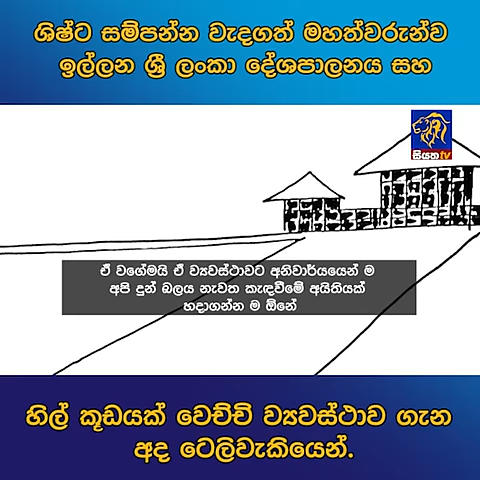 ශිෂ්ට සම්පන්න වැදගත් මහත්වරුන්ව
ඉල්ලන ශ්‍රී ලංකා දේශපාලනය සහ
සියත tv
ඒ වගේමයි ඒ ව්‍යවස්ථාවට අනිවාර්යයෙන් ම
අපි දුන් බලය නැවත කැඳවීමේ අයිතියක්
හදාගන්න ම ඕනේ
හිල් කූඩයක් වෙච්චි ව්‍යවස්ථාව ගැන
අද ටෙලිවැකියෙන්.